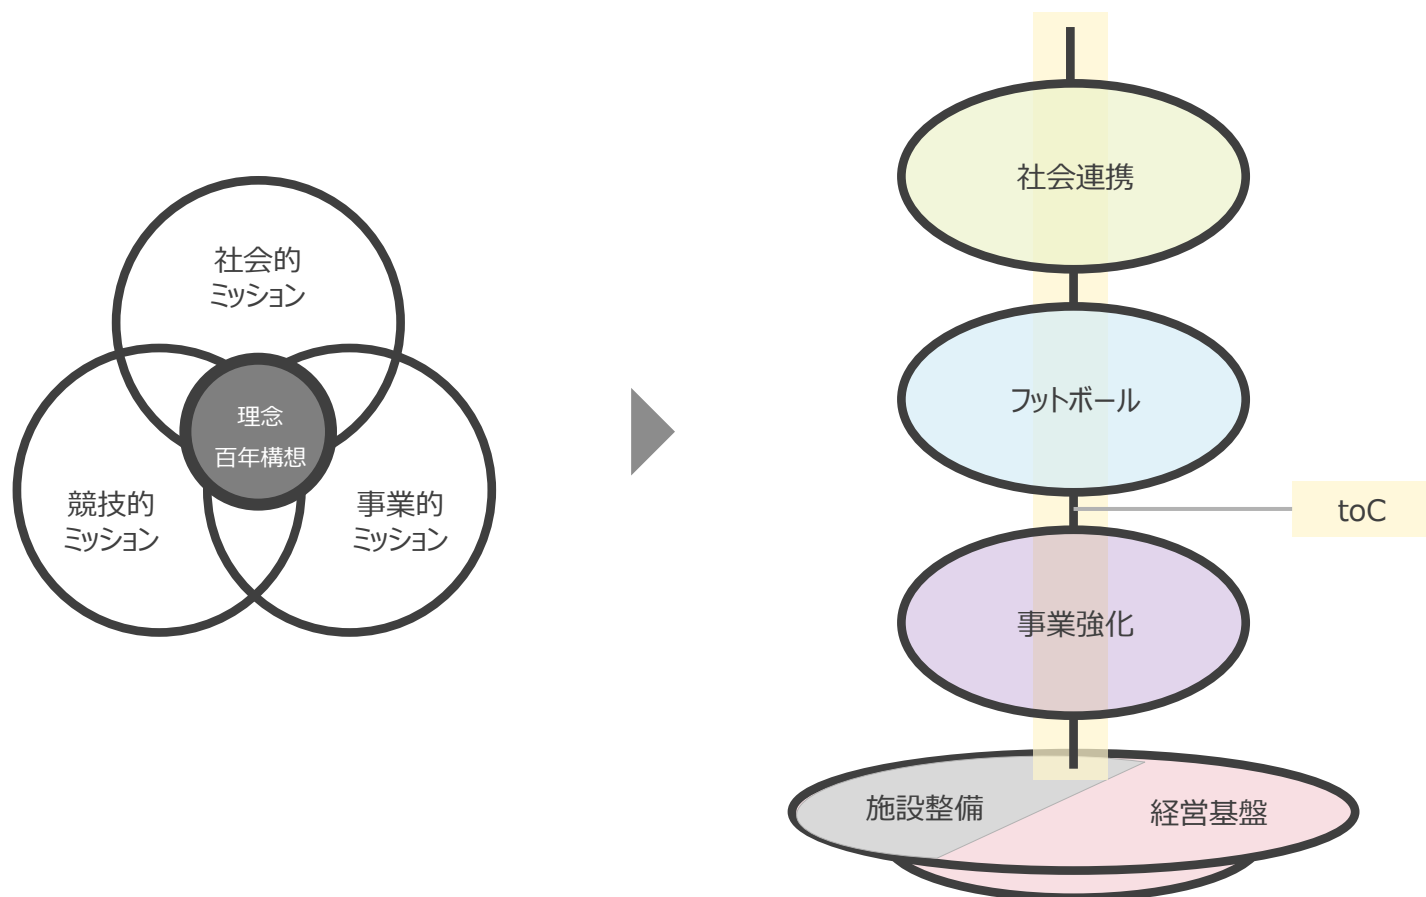 社会的
ミッション
理念
百年構想
競技的
ミッション
事業的
ミッション
社会連携
フットボール
toC
事業強化
施設整備
経営基盤